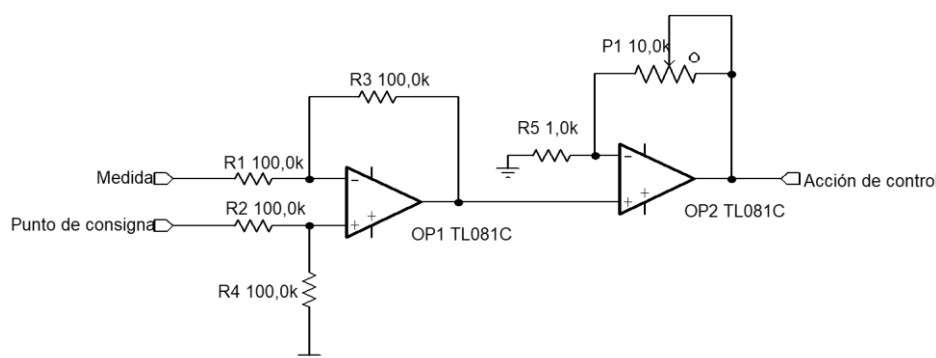 P1 10,0k
R3 100,0k
R5 1,0k
R1 100,0k
Medida
Acción de control
R2 100,0k
OP2 TL081C
Punto de consigna
OP1 TL081C
R4 100,0k